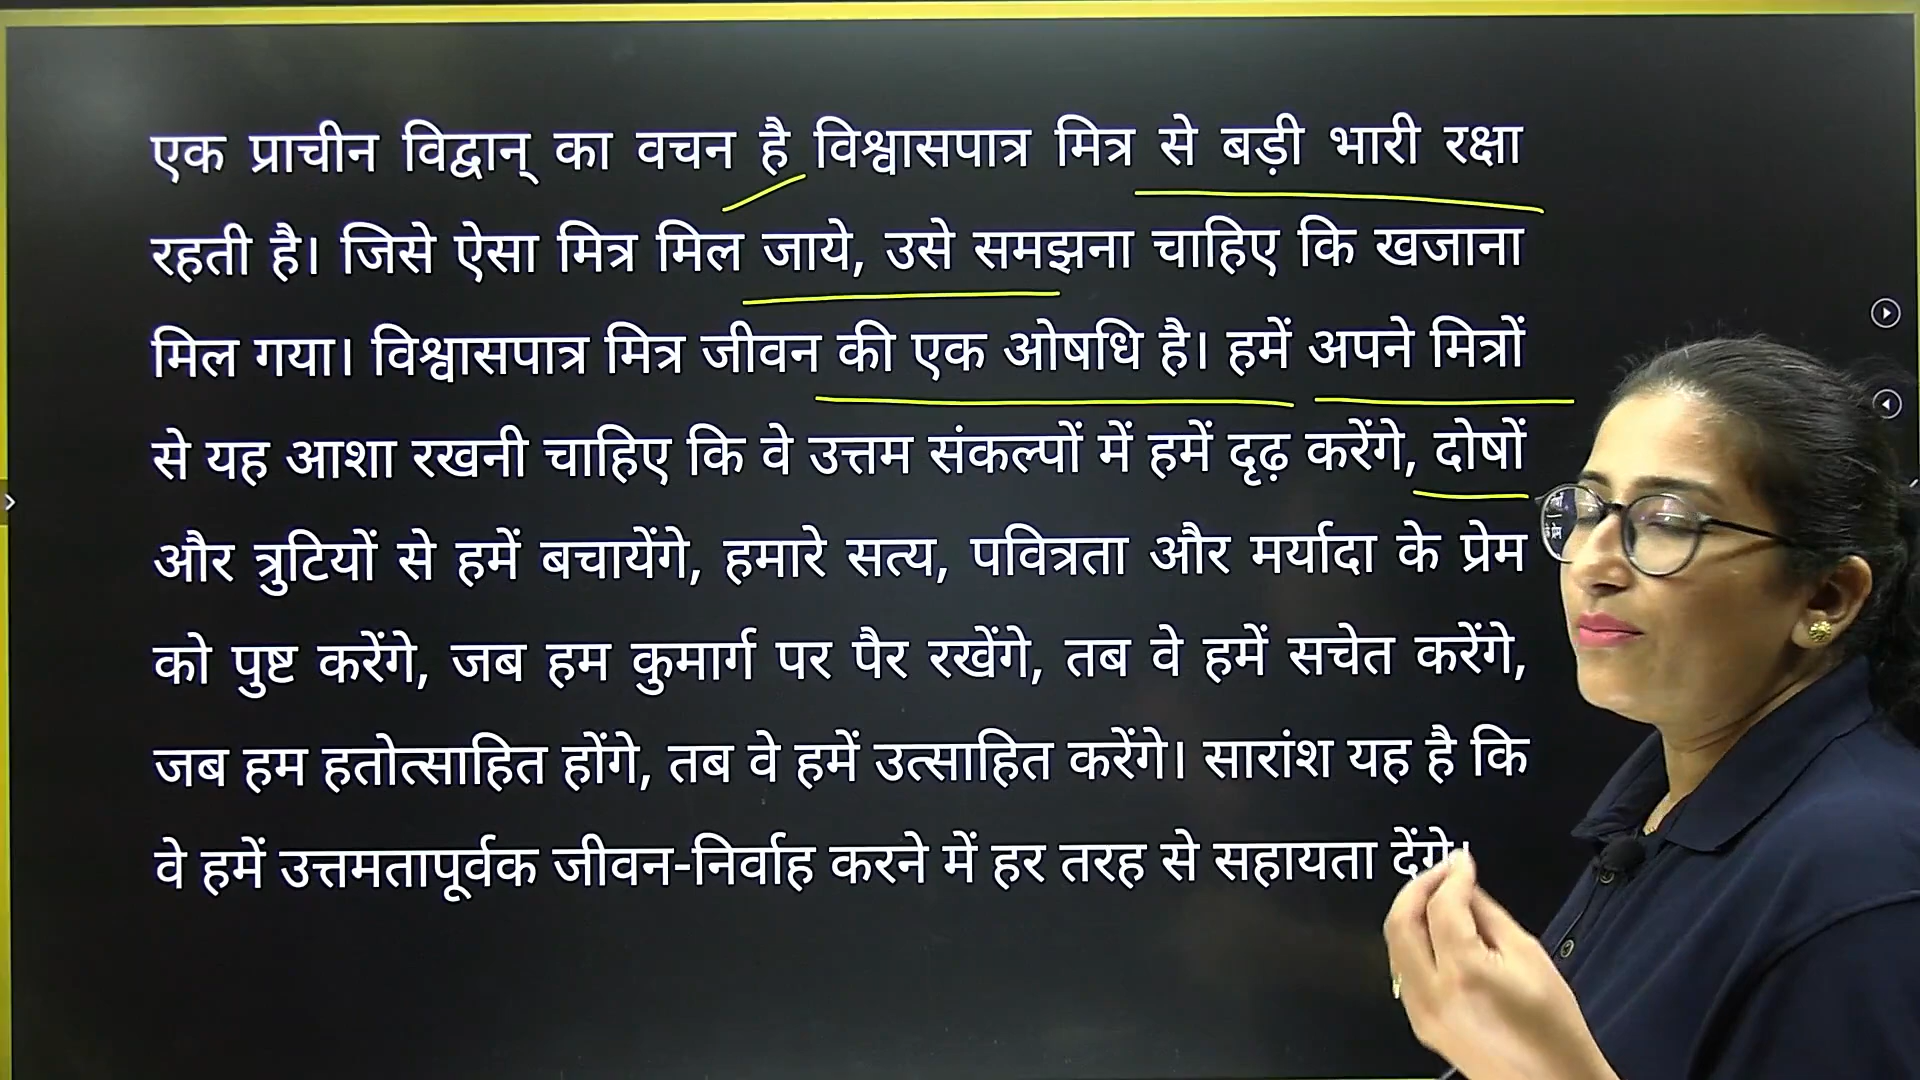 एक प्राचीन विद्वान् का वचन है विश्वासपात्र मित्र से बड़ी भारी रक्षा
रहती है। जिसे ऐसा मित्र मिल जाये, उसे समझना चाहिए कि खजाना
मिल गया। विश्वासपात्र मित्र जीवन की एक ओषधि है। हमें अपने मित्रों
से यह आशा रखनी चाहिए कि वे उत्तम संकल्पों में हमें दृढ़ करेंगे, दोषों
और त्रुटियों से हमें बचायेंगे, हमारे सत्य, पवित्रता और मर्यादा के प्रेम
को पुष्ट करेंगे, जब हम कुमार्ग पर पैर रखेंगे, तब वे हमें सचेत करेंगे,
जब हम हतोत्साहित होंगे, तब वे हमें उत्साहित करेंगे। सारांश यह है कि
वे हमें उत्तमतापूर्वक जीवन-निर्वाह करने में हर तरह से सहायता देंगे।